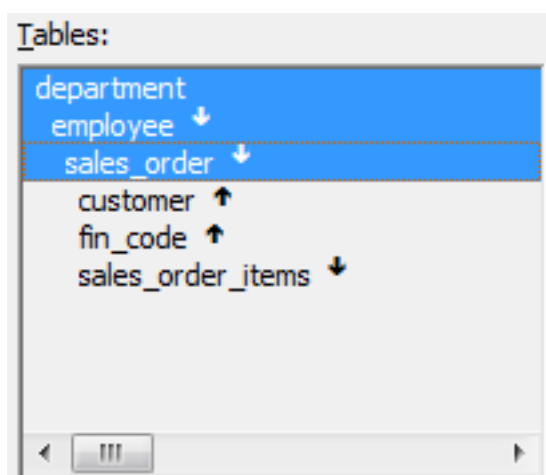 Tables:
department
employee
sales_order
customer
fin_code
sales_order_items